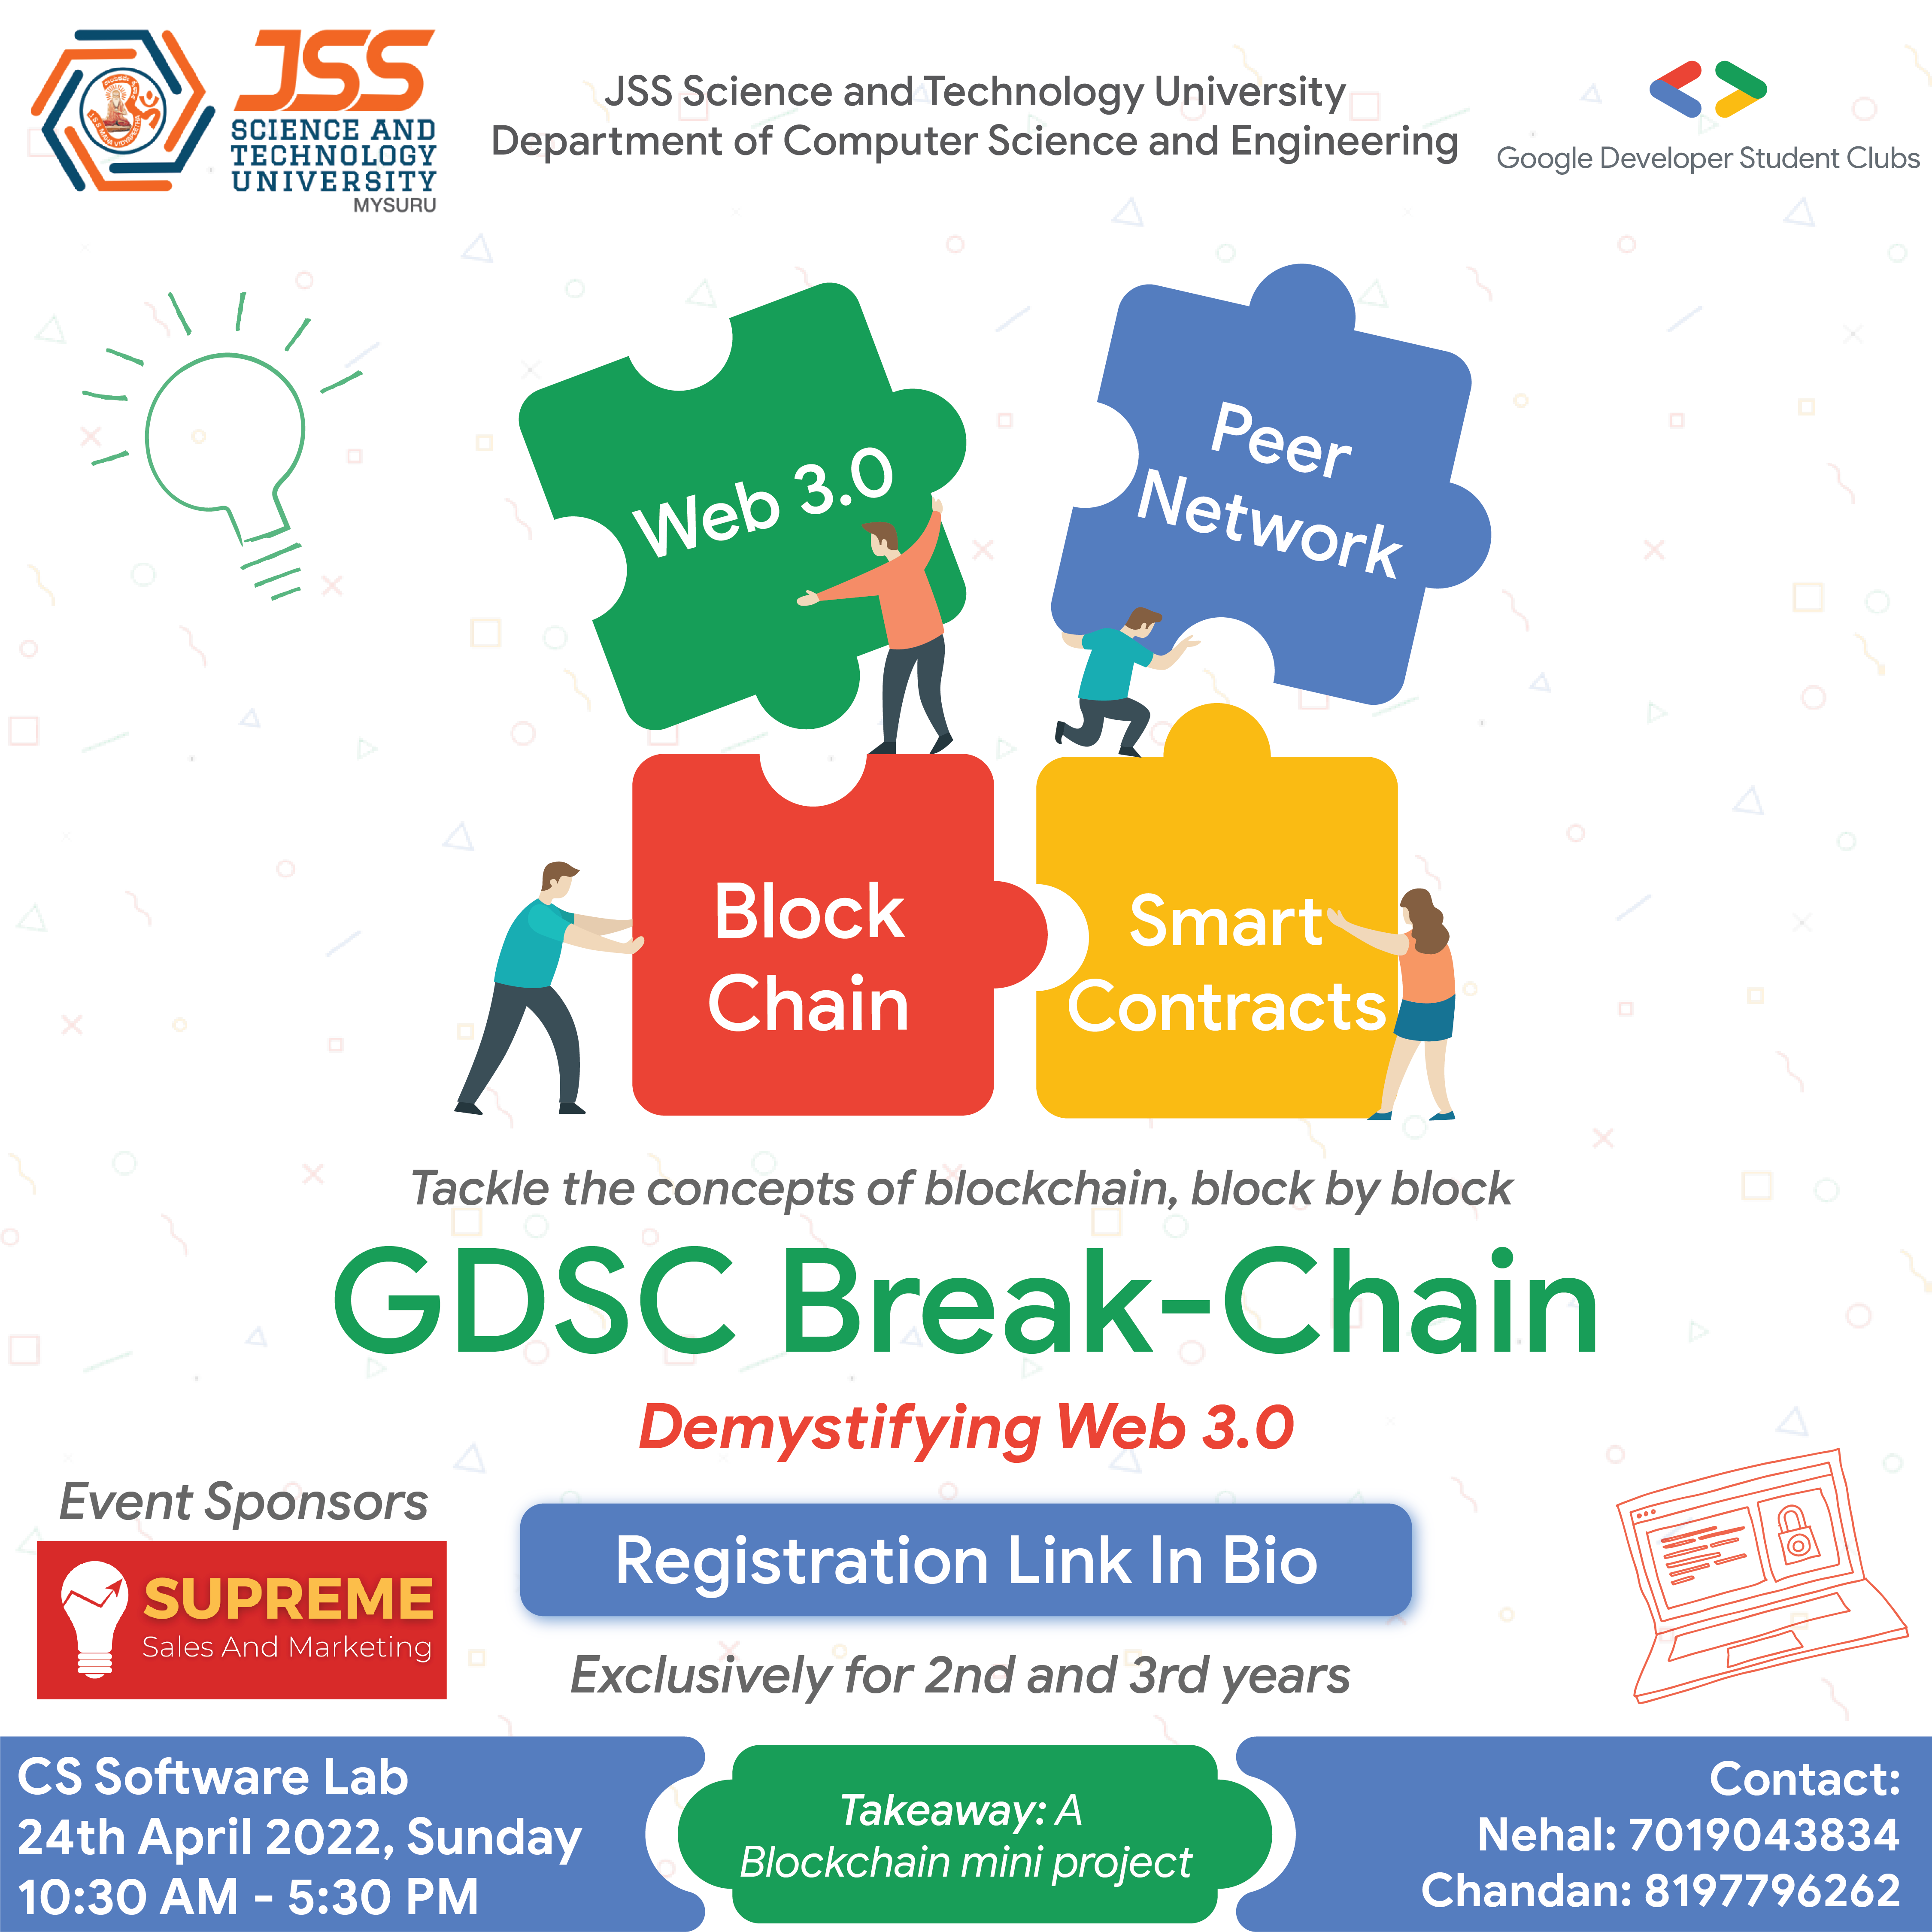 JSS
SCIENCE AND
TECHNOLOGY
UNIVERSITY
MYSURU
JSS Science and Technology University
Department of Computer Science and Engineering
Google Developer Student Clubs
Web 3.0
Peer
Network
Block
Chain
Smart
Contracts
Tackle the concepts of blockchain, block by block
GDSC Break-Chain
Demystifying Web 3.0
Event Sponsors
SUPREME
Sales And Marketing
Registration Link In Bio
Exclusively for 2nd and 3rd years
CS Software Lab
24th April 2022, Sunday
10:30 AM - 5:30 PM
Takeaway: A
Blockchain mini project
Contact:
Nehal: 7019043834
Chandan: 8197796262